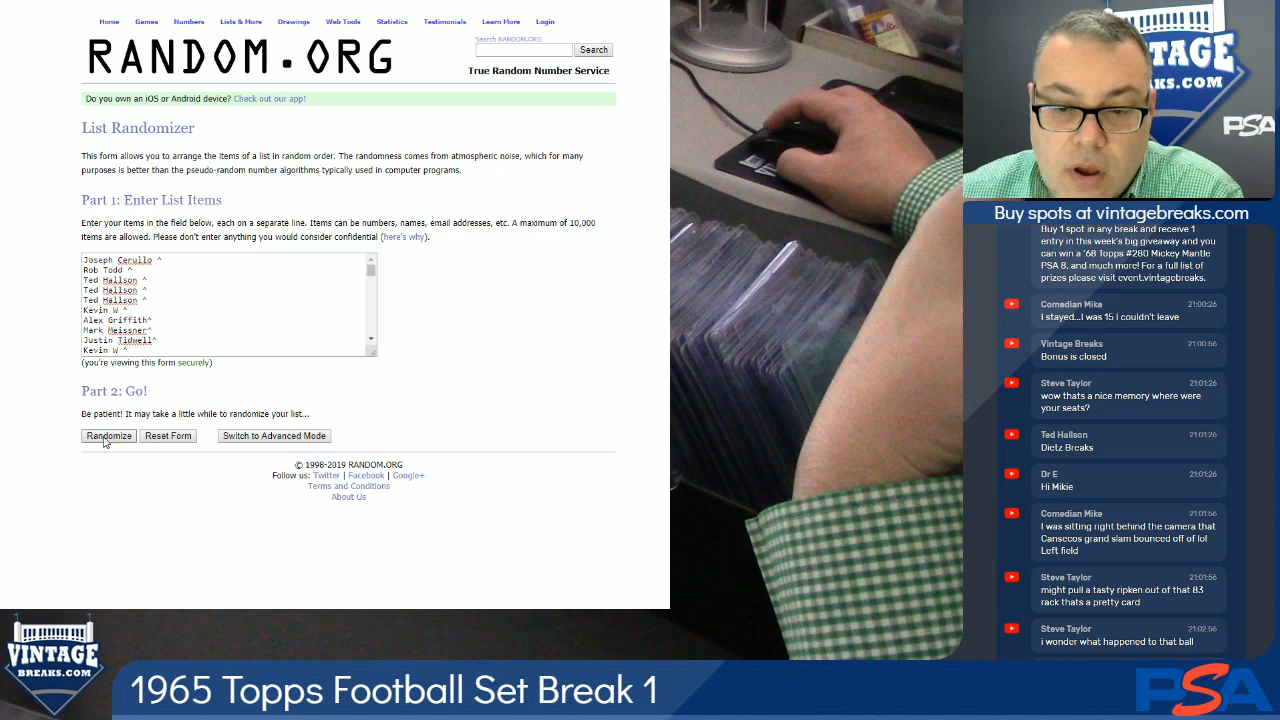 Home Games Numbers Lists & More Drawings Web Tools Statistics Testimonials Learn More Login
RANDOM.ORG
Search RANDOM.ORG
Search
True Random Number Service
Do you own an iOS or Android device? Check out our app!
List Randomizer
This form allows you to arrange the items of a list in random order. The randomness comes from atmospheric noise, which for many
purposes is better than the pseudo-random number algorithms typically used in computer programs.
Part 1: Enter List Items
Enter your items in the field below, each on a separate line. Items can be numbers, names, email addresses, etc. A maximum of 10,000
items are allowed. Please don't enter anything you would consider confidential (here's why).
Joseph Cerullo ^
Rob Todd ^
Ted Hallson ^
Ted Hallson ^
Ted Hallson ^
Kevin W ^
Alex Griffith^
Mark Meissner^
Justin Tidwell^
Kevin W ^
(you're viewing this form securely)
Part 2: Go!
Be patient! It may take a little while to randomize your list...
Randomize Reset Form Switch to Advanced Mode
© 1998-2019 RANDOM.ORG
Follow us: Twitter | Facebook | Google+
Terms and Conditions
About Us
VINTAGE
BREAKS.COM
1965 Topps Football Set Break 1
PSA
VINTAGE
KS.COM
PSA
Buy spots at vintagebreaks.com
Buy 1 spot in any break and receive 1
entry in this week's big giveaway and you
can win a '68 Topps #280 Mickey Mantle
PSA 8, and much more! For a full list of
prizes please visit event.vintagebreaks.
Comedian Mike 21:00:26
I stayed...I was 15 I couldn't leave
Vintage Breaks 21:00:56
Bonus is closed
Steve Taylor 21:01:26
wow thats a nice memory where were
your seats?
Ted Hallson 21:01:26
Dietz Breaks
Dr E 21:01:26
Hi Mikie
Comedian Mike 21:01:56
I was sitting right behind the camera that
Cansecos grand slam bounced off of lol
Left field
Steve Taylor 21:01:56
might pull a tasty ripken out of that 83
rack thats a pretty card
Steve Taylor 21:02:56
i wonder what happened to that ball